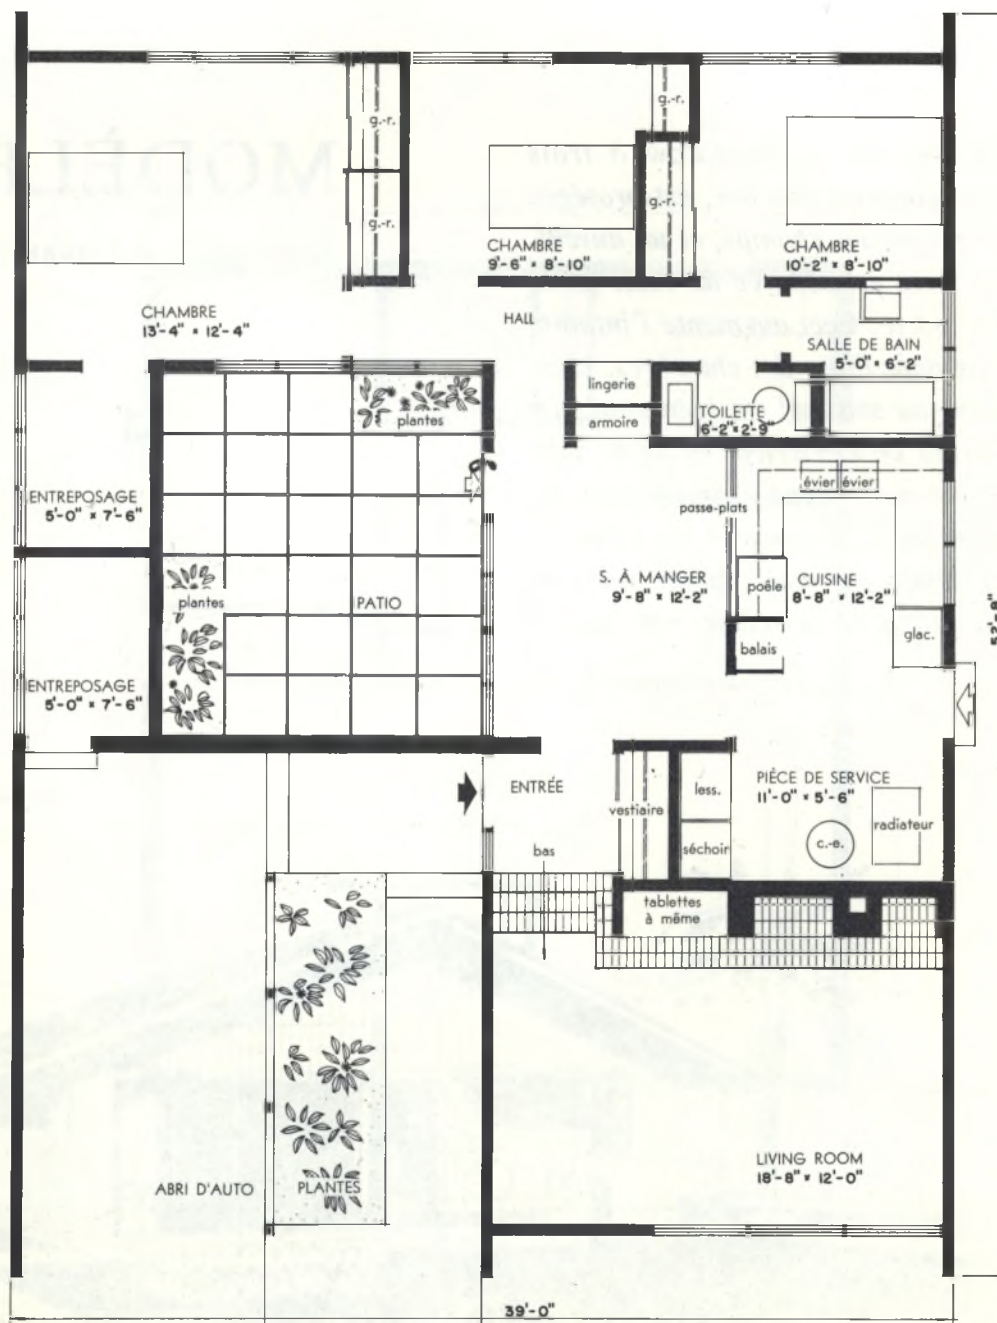 g.-r.
g.-r.
g.-r.
g.-r.
CHAMBRE
9'-6" × 8'-10"
CHAMBRE
10'-2" × 8'-10"
CHAMBRE
13'-4" × 12'-4"
HALL
SALLE DE BAIN
5'-0" × 6'-2"
lingerie
armoire
TOILETTE
6'-2" × 2'-9"
plantes
ENTREPOSAGE
5'-0" × 7'-6"
évier
évier
passe-plats
S. À MANGER
9'-8" × 12'-2"
poêle
CUISINE
8'-8" × 12'-2"
plantes
PATIO
glac.
balais
52'-8"
ENTREPOSAGE
5'-0" × 7'-6"
ENTRÉE
vestiaire
less.
séchoir
PIÈCE DE SERVICE
11'-0" × 5'-6"
radiateur
c.-e.
bas
tablettes
à même
LIVING ROOM
18'-8" × 12'-0"
ABRI D'AUTO
PLANTES
39'-0"